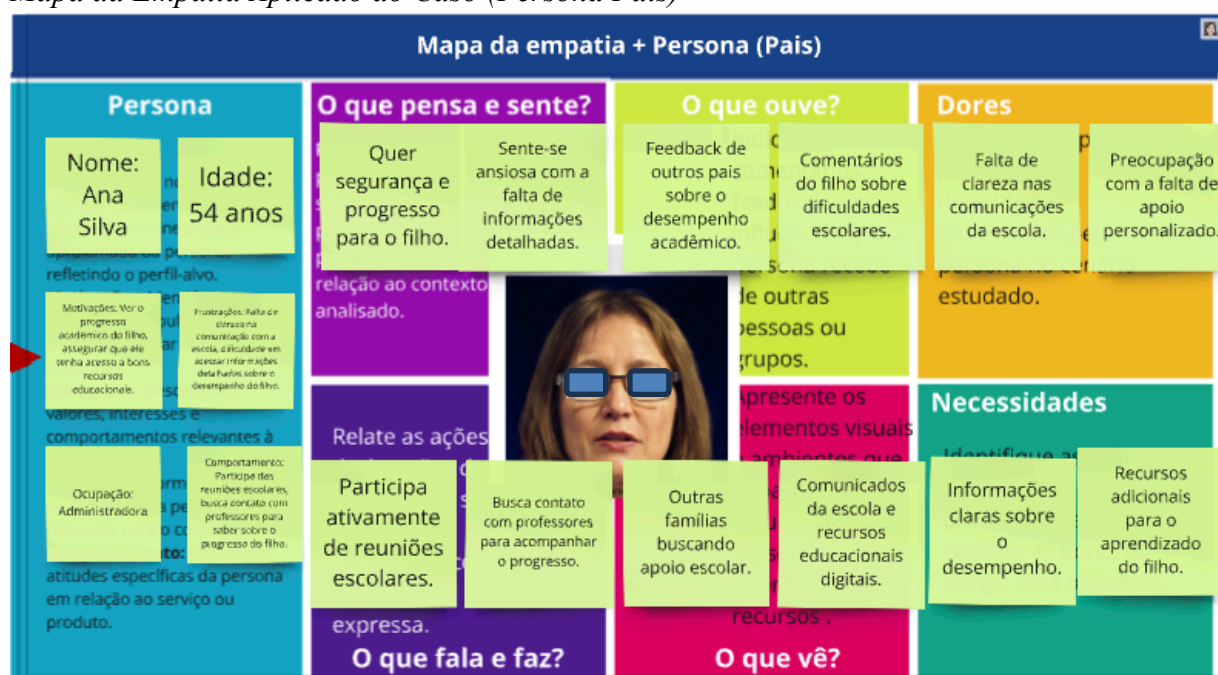 Mapa da Empatia Aplicado ao Caso (Persona Pais)
Mapa da empatia + Persona (Pais)
Persona
Nome:
Ana
Silva
Idade:
54 anos
refletindo o perfil-alvo.
Motivações: Ver o
progresso
acadêmico do filho,
assegurar que ele
tenha acesso a bons
recursos
educacionais.
Frustrações: Falta de
clareza na
comunicação com a
escola, dificuldade em
acessar informações
detalhadas sobre o
desempenho do filho.
valores, interesses e
comportamentos relevantes à
Ocupação:
Administradora
Comportamento:
Participa das
reuniões escolares,
busca contato com
professores para
saber sobre o
progresso do filho.
atitudes específicas da persona
em relação ao serviço ou
produto.
O que pensa e sente?
Quer
segurança e
progresso
para o filho.
Sente-se
ansiosa com a
falta de
informações
detalhadas.
relação ao contexto
analisado.
O que ouve?
Feedback de
outros pais
sobre o
desempenho
acadêmico.
Comentários
do filho sobre
dificuldades
escolares.
de outras
pessoas ou
grupos.
Dores
Falta de
clareza nas
comunicações
da escola.
Preocupação
com a falta de
apoio
personalizado.
estudado.
Relate as ações
Participa
ativamente
de reuniões
escolares.
Busca contato
com professores
para acompanhar
o progresso.
expressa.
O que fala e faz?
Apresente os
elementos visuais
e ambientes que
Outras
famílias
buscando
apoio escolar.
Comunicados
da escola e
recursos
educacionais
digitais.
recursos .
O que vê?
Necessidades
Identifique as
Informações
claras sobre
o
desempenho.
Recursos
adicionais
para o
aprendizado
do filho.